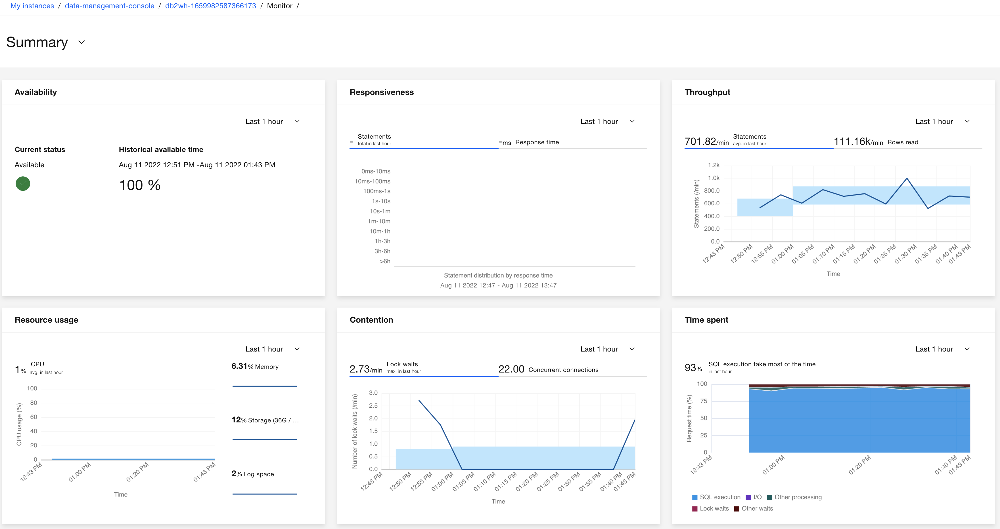 My instances / data-management-console / db2wh-1659982587366173 / Monitor /
Summary
Availability
Last 1 hour
Current status
Historical available time
Available
Aug 11 2022 12:51 PM -Aug 11 2022 01:43 PM
100 %
Responsiveness
Last 1 hour
- Statements
total in last hour
-ms Response time
0ms-10ms
10ms-100ms
100ms-1s
1s-10s
10s-1m
1m-10m
10m-1h
1h-3h
3h-6h
>6h
Statement distribution by response time
Aug 11 2022 12:47 - Aug 11 2022 13:47
Throughput
Last 1 hour
701.82/min Statements
avg. in last hour
111.16k/min Rows read
Statements (/min)
1.2k
1.0k
800.0
600.0
400.0
200.0
0.0
12:43 PM 12:50 PM 12:55 PM 01:00 PM 01:05 PM 01:10 PM 01:15 PM 01:20 PM 01:25 PM 01:30 PM 01:35 PM 01:40 PM 01:43 PM
Time
Resource usage
Last 1 hour
1% CPU
avg. in last hour
CPU usage (%)
100
80
60
40
20
0
12:43 PM 01:00 PM 01:20 PM 01:43 PM
Time
6.31% Memory
12% Storage (36G / ...
2% Log space
Contention
Last 1 hour
2.73/min Lock waits
max. in last hour
22.00 Concurrent connections
Number of lock waits (/min)
3.0
2.5
2.0
1.5
1.0
0.5
0.0
12:43 PM 12:50 PM 12:55 PM 01:00 PM 01:05 PM 01:10 PM 01:15 PM 01:20 PM 01:25 PM 01:30 PM 01:35 PM 01:40 PM 01:43 PM
Time
Time spent
Last 1 hour
93% SQL execution take most of the time
in last hour
Request time (%)
100
75
50
25
0
12:43 PM 01:00 PM 01:20 PM 01:40 PM 01:43 PM
SQL execution I/O Other processing
Lock waits Other waits